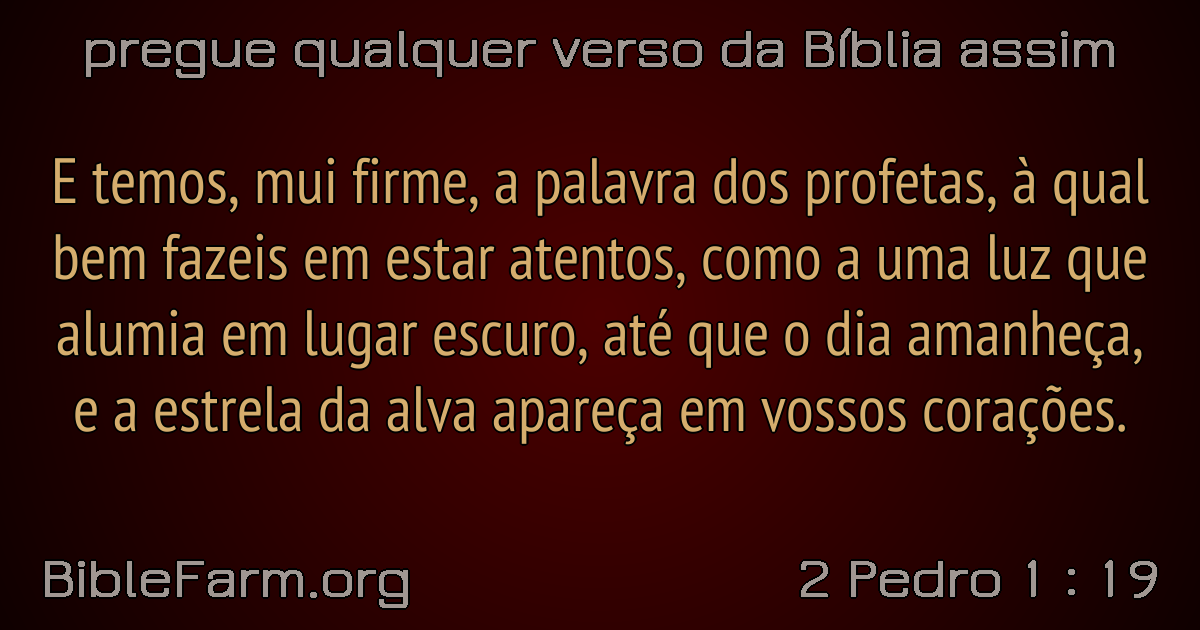 pregue qualquer verso da Bíblia assim
E temos, mui firme, a palavra dos profetas, à qual
bem fazeis em estar atentos, como a uma luz que
alumia em lugar escuro, até que o dia amanheça,
e a estrela da alva apareça em vossos corações.
BibleFarm.org
2 Pedro 1 : 19